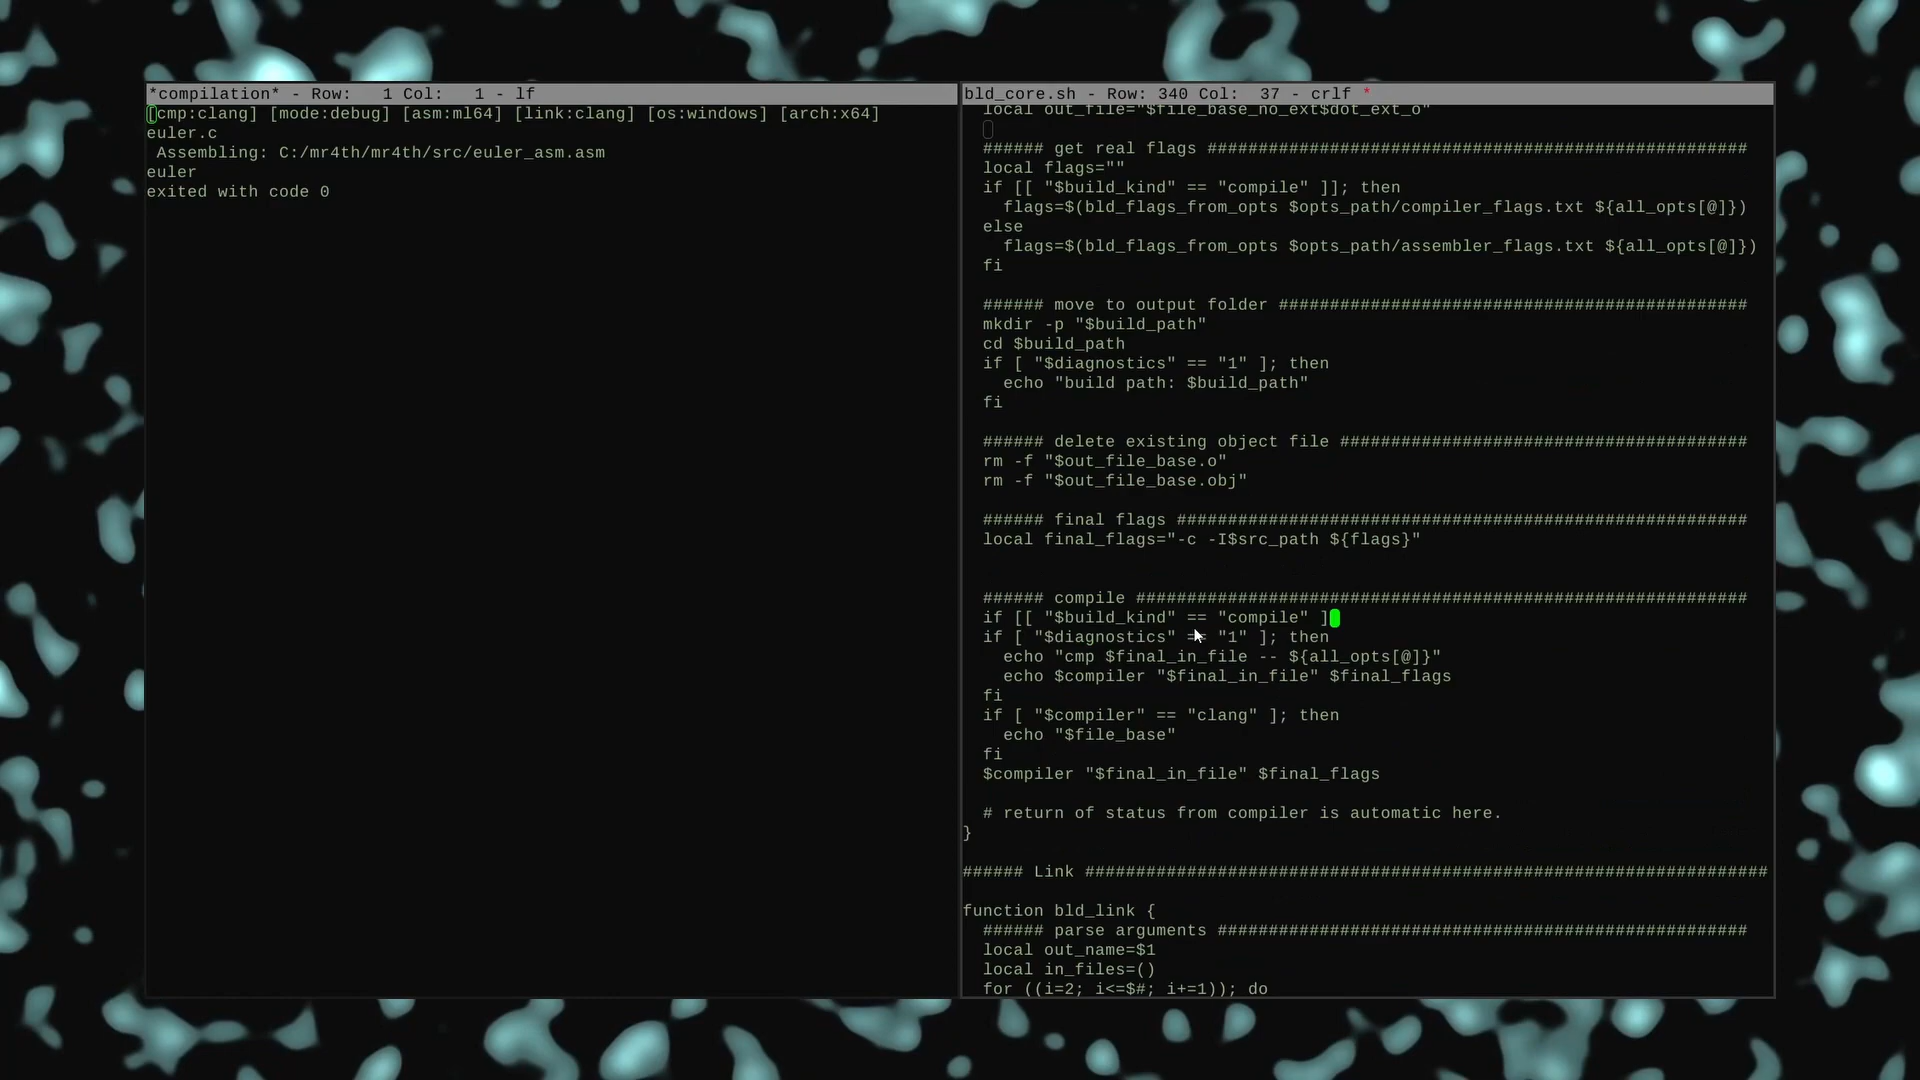 *compilation* - Row:   1 Col:   1 - lf
[cmp:clang] [mode:debug] [asm:ml64] [link:clang] [os:windows] [arch:x64]
euler.c
 Assembling: C:/mr4th/mr4th/src/euler_asm.asm
euler
exited with code 0
bld_core.sh - Row: 340 Col:  37 - crlf *
  local out_file="$file_base_no_ext$dot_ext_o"
  ###### get real flags #####################################################
  local flags=""
  if [[ "$build_kind" == "compile" ]]; then
    flags=$(bld_flags_from_opts $opts_path/compiler_flags.txt ${all_opts[@]})
  else
    flags=$(bld_flags_from_opts $opts_path/assembler_flags.txt ${all_opts[@]})
  fi
  ###### move to output folder ##############################################
  mkdir -p "$build_path"
  cd $build_path
  if [ "$diagnostics" == "1" ]; then
    echo "build path: $build_path"
  fi
  ###### delete existing object file ########################################
  rm -f "$out_file_base.o"
  rm -f "$out_file_base.obj"
  ###### final flags ########################################################
  local final_flags="-c -I$src_path ${flags}"
  ###### compile ############################################################
  if [[ "$build_kind" == "compile" ]
  if [ "$diagnostics" == "1" ]; then
    echo "cmp $final_in_file -- ${all_opts[@]}"
    echo $compiler "$final_in_file" $final_flags
  fi
  if [ "$compiler" == "clang" ]; then
    echo "$file_base"
  fi
  $compiler "$final_in_file" $final_flags
  # return of status from compiler is automatic here.
}
###### Link ###################################################################
function bld_link {
  ###### parse arguments ####################################################
  local out_name=$1
  local in_files=()
  for ((i=2; i<=$#; i+=1)); do